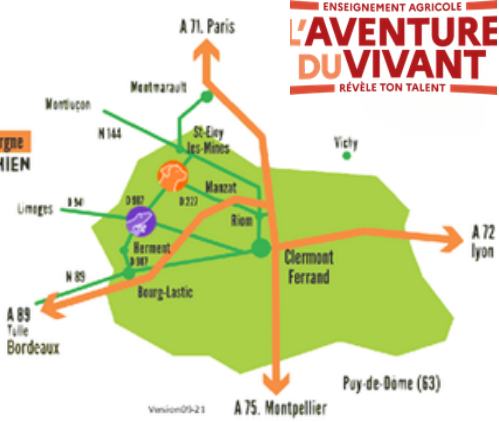 ENSEIGNEMENT AGRICOLE
L'AVENTURE
DU VIVANT
RÉVÈLE TON TALENT
A 71. Paris
Montmarault
Montluçon
N 144
St-Eloy
les-Mines
Vichy
rgne
MIEN
Manzat
D 987
D 227
Limoges
D 941
Riom
A 72
lyon
Herment
D 987
Clermont
Ferrand
N 89
Bourg-Lastic
A 89
Tulle
Bordeaux
Puy-de-Dôme (63)
Version09-21
A 75. Montpellier